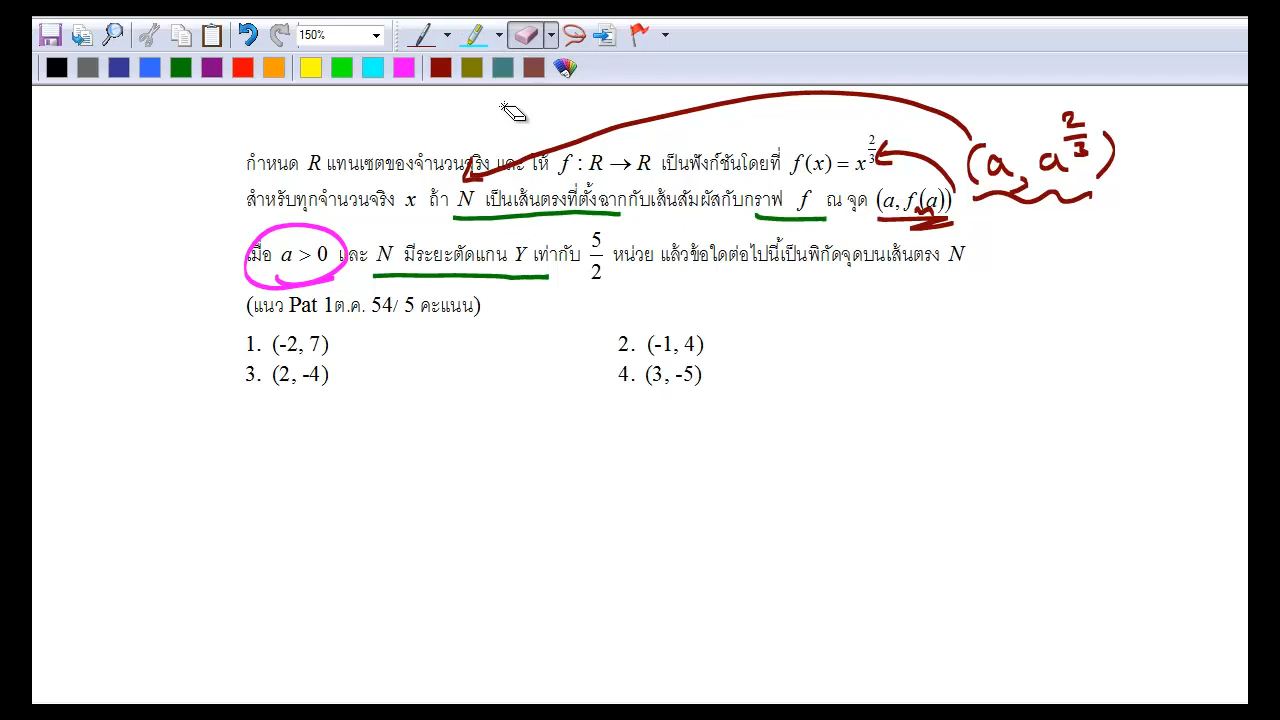 150%
(a, a^{2/3})
กำหนด R แทนเซตของจำนวนจริง และ ให้ f : R → R เป็นฟังก์ชันโดยที่ f(x) = x^{2/3}
สำหรับทุกจำนวนจริง x ถ้า N เป็นเส้นตรงที่ตั้งฉากกับเส้นสัมผัสกับกราฟ f ณ จุด (a, f(a))
เมื่อ a > 0 และ N มีระยะตัดแกน Y เท่ากับ 5/2 หน่วย แล้วข้อใดต่อไปนี้เป็นพิกัดจุดบนเส้นตรง N
(แนว Pat 1ต.ค. 54/ 5 คะแนน)
1. (-2, 7) 2. (-1, 4)
3. (2, -4) 4. (3, -5)